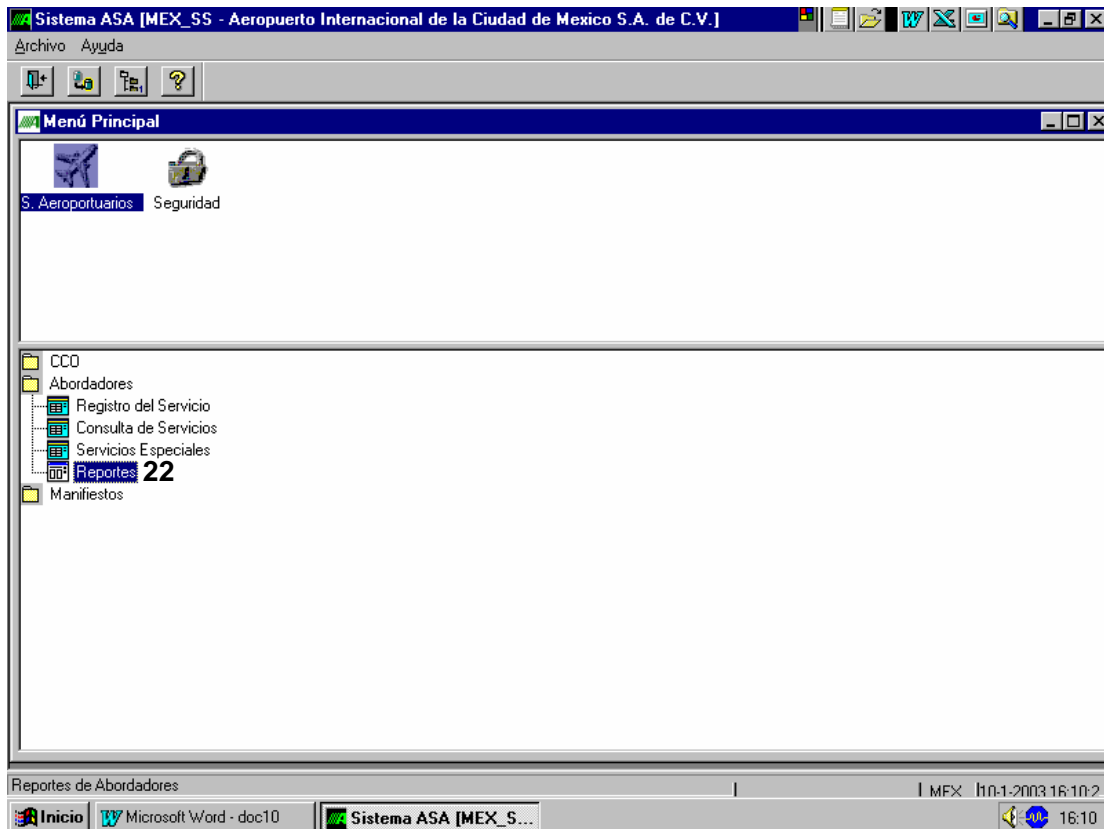 Sistema ASA [MEX_SS - Aeropuerto Internacional de la Ciudad de Mexico S.A. de C.V.]
Archivo Ayuda
Menú Principal
S. Aeroportuarios Seguridad
CCO
Abordadores
Registro del Servicio
Consulta de Servicios
Servicios Especiales
Reportes 22
Manifiestos
Reportes de Abordadores MEX 10-1-2003 16:10:2
Inicio Microsoft Word - doc10 Sistema ASA [MEX_S... 16:10